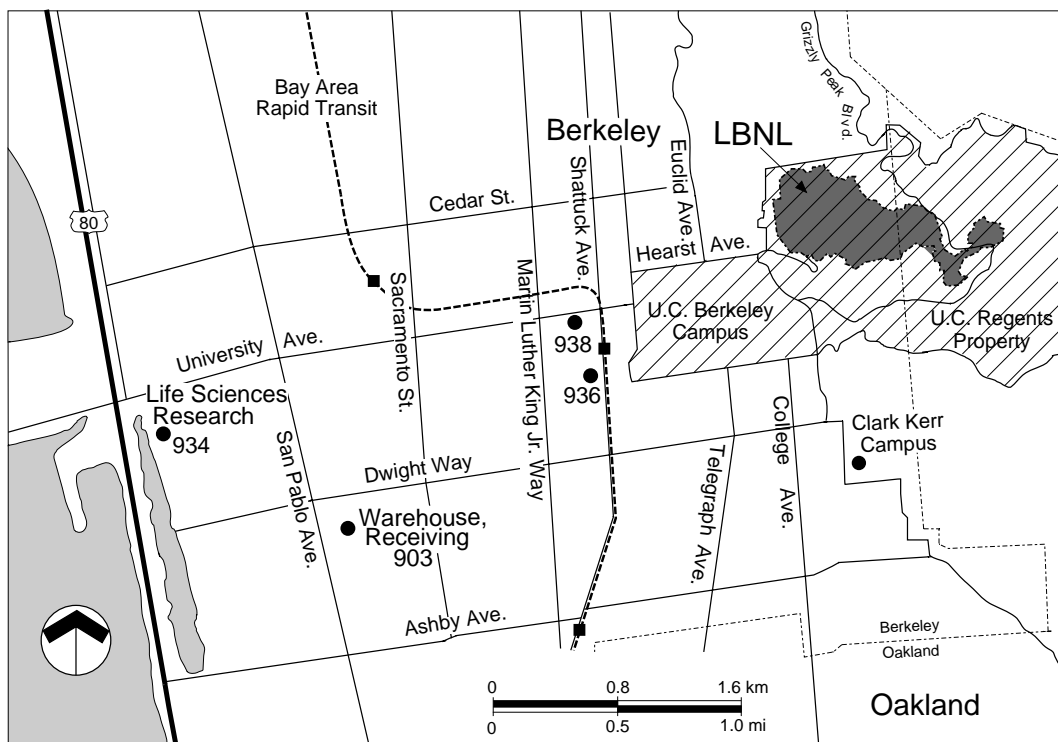 Grizzly Peak Blvd.
Bay Area
Rapid Transit
Berkeley
LBNL
Euclid Ave.
Shattuck Ave.
Cedar St.
80
Hearst Ave.
Sacramento St.
Martin Luther King Jr. Way
U.C. Berkeley
Campus
U.C. Regents
Property
University Ave.
938
936
Life Sciences
Research
934
College Ave.
Clark Kerr
Campus
San Pablo Ave.
Dwight Way
Telegraph Ave.
Warehouse,
Receiving
903
Ashby Ave.
Berkeley
Oakland
0 0.8 1.6 km
0 0.5 1.0 mi
Oakland